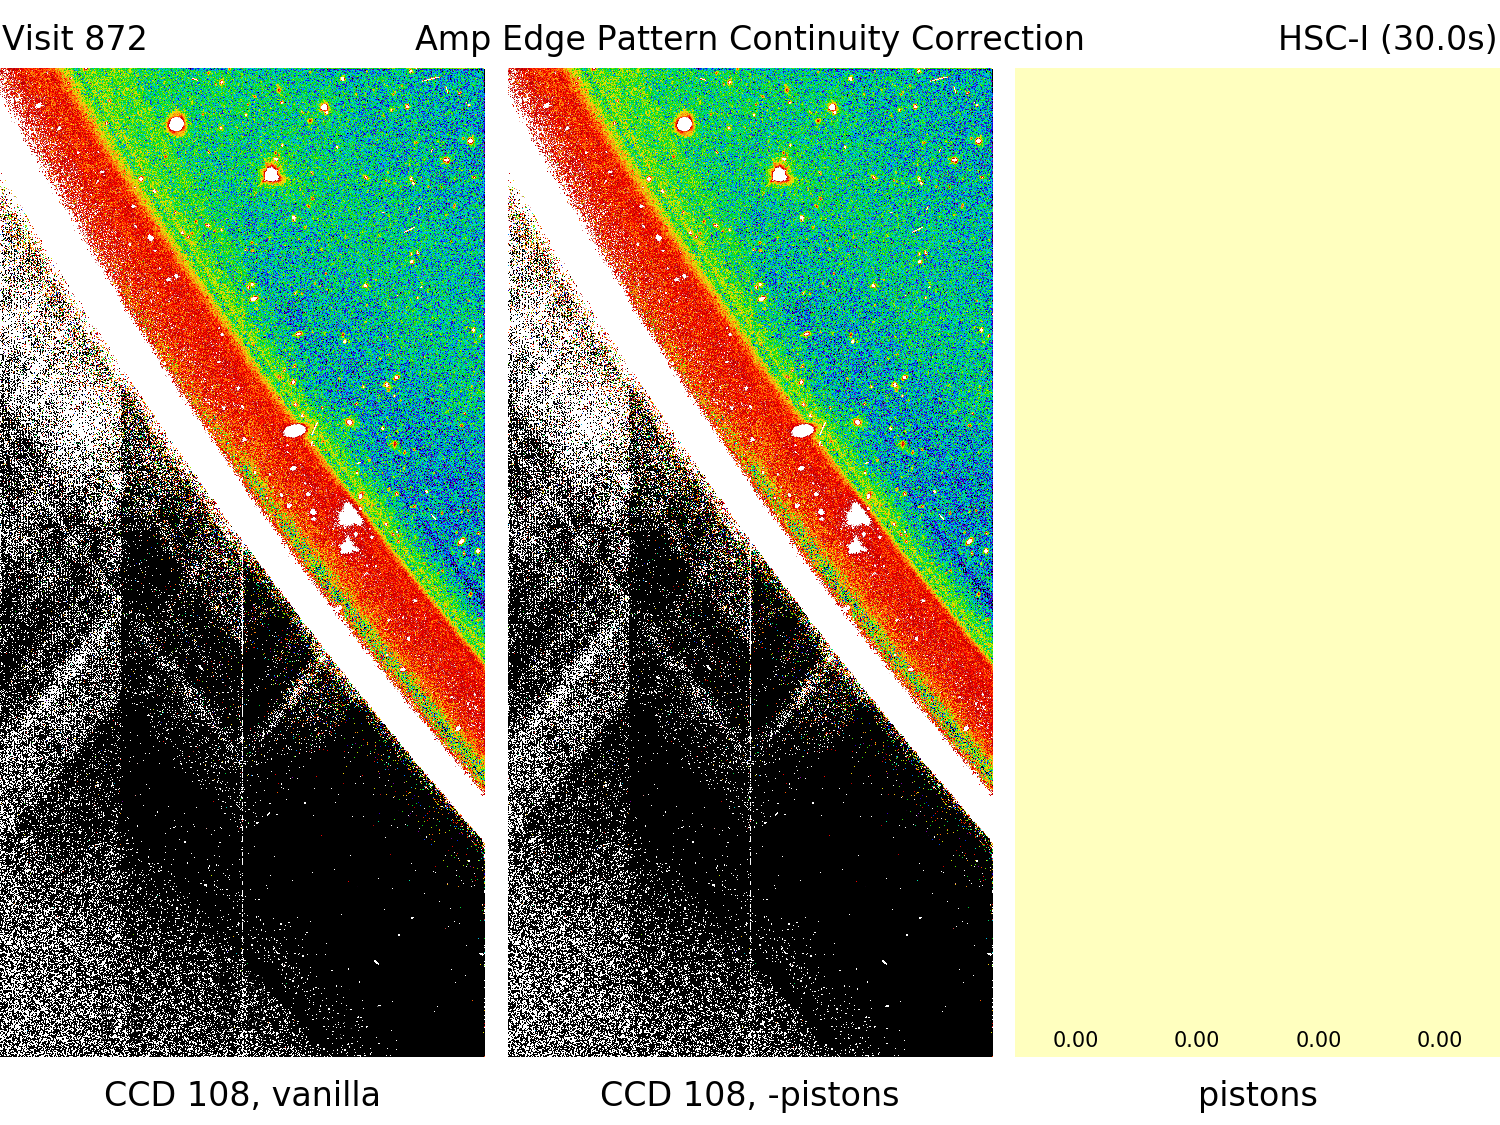 Visit 872 Amp Edge Pattern Continuity Correction HSC-I (30.0s)
0.00 0.00 0.00 0.00
CCD 108, vanilla CCD 108, -pistons pistons